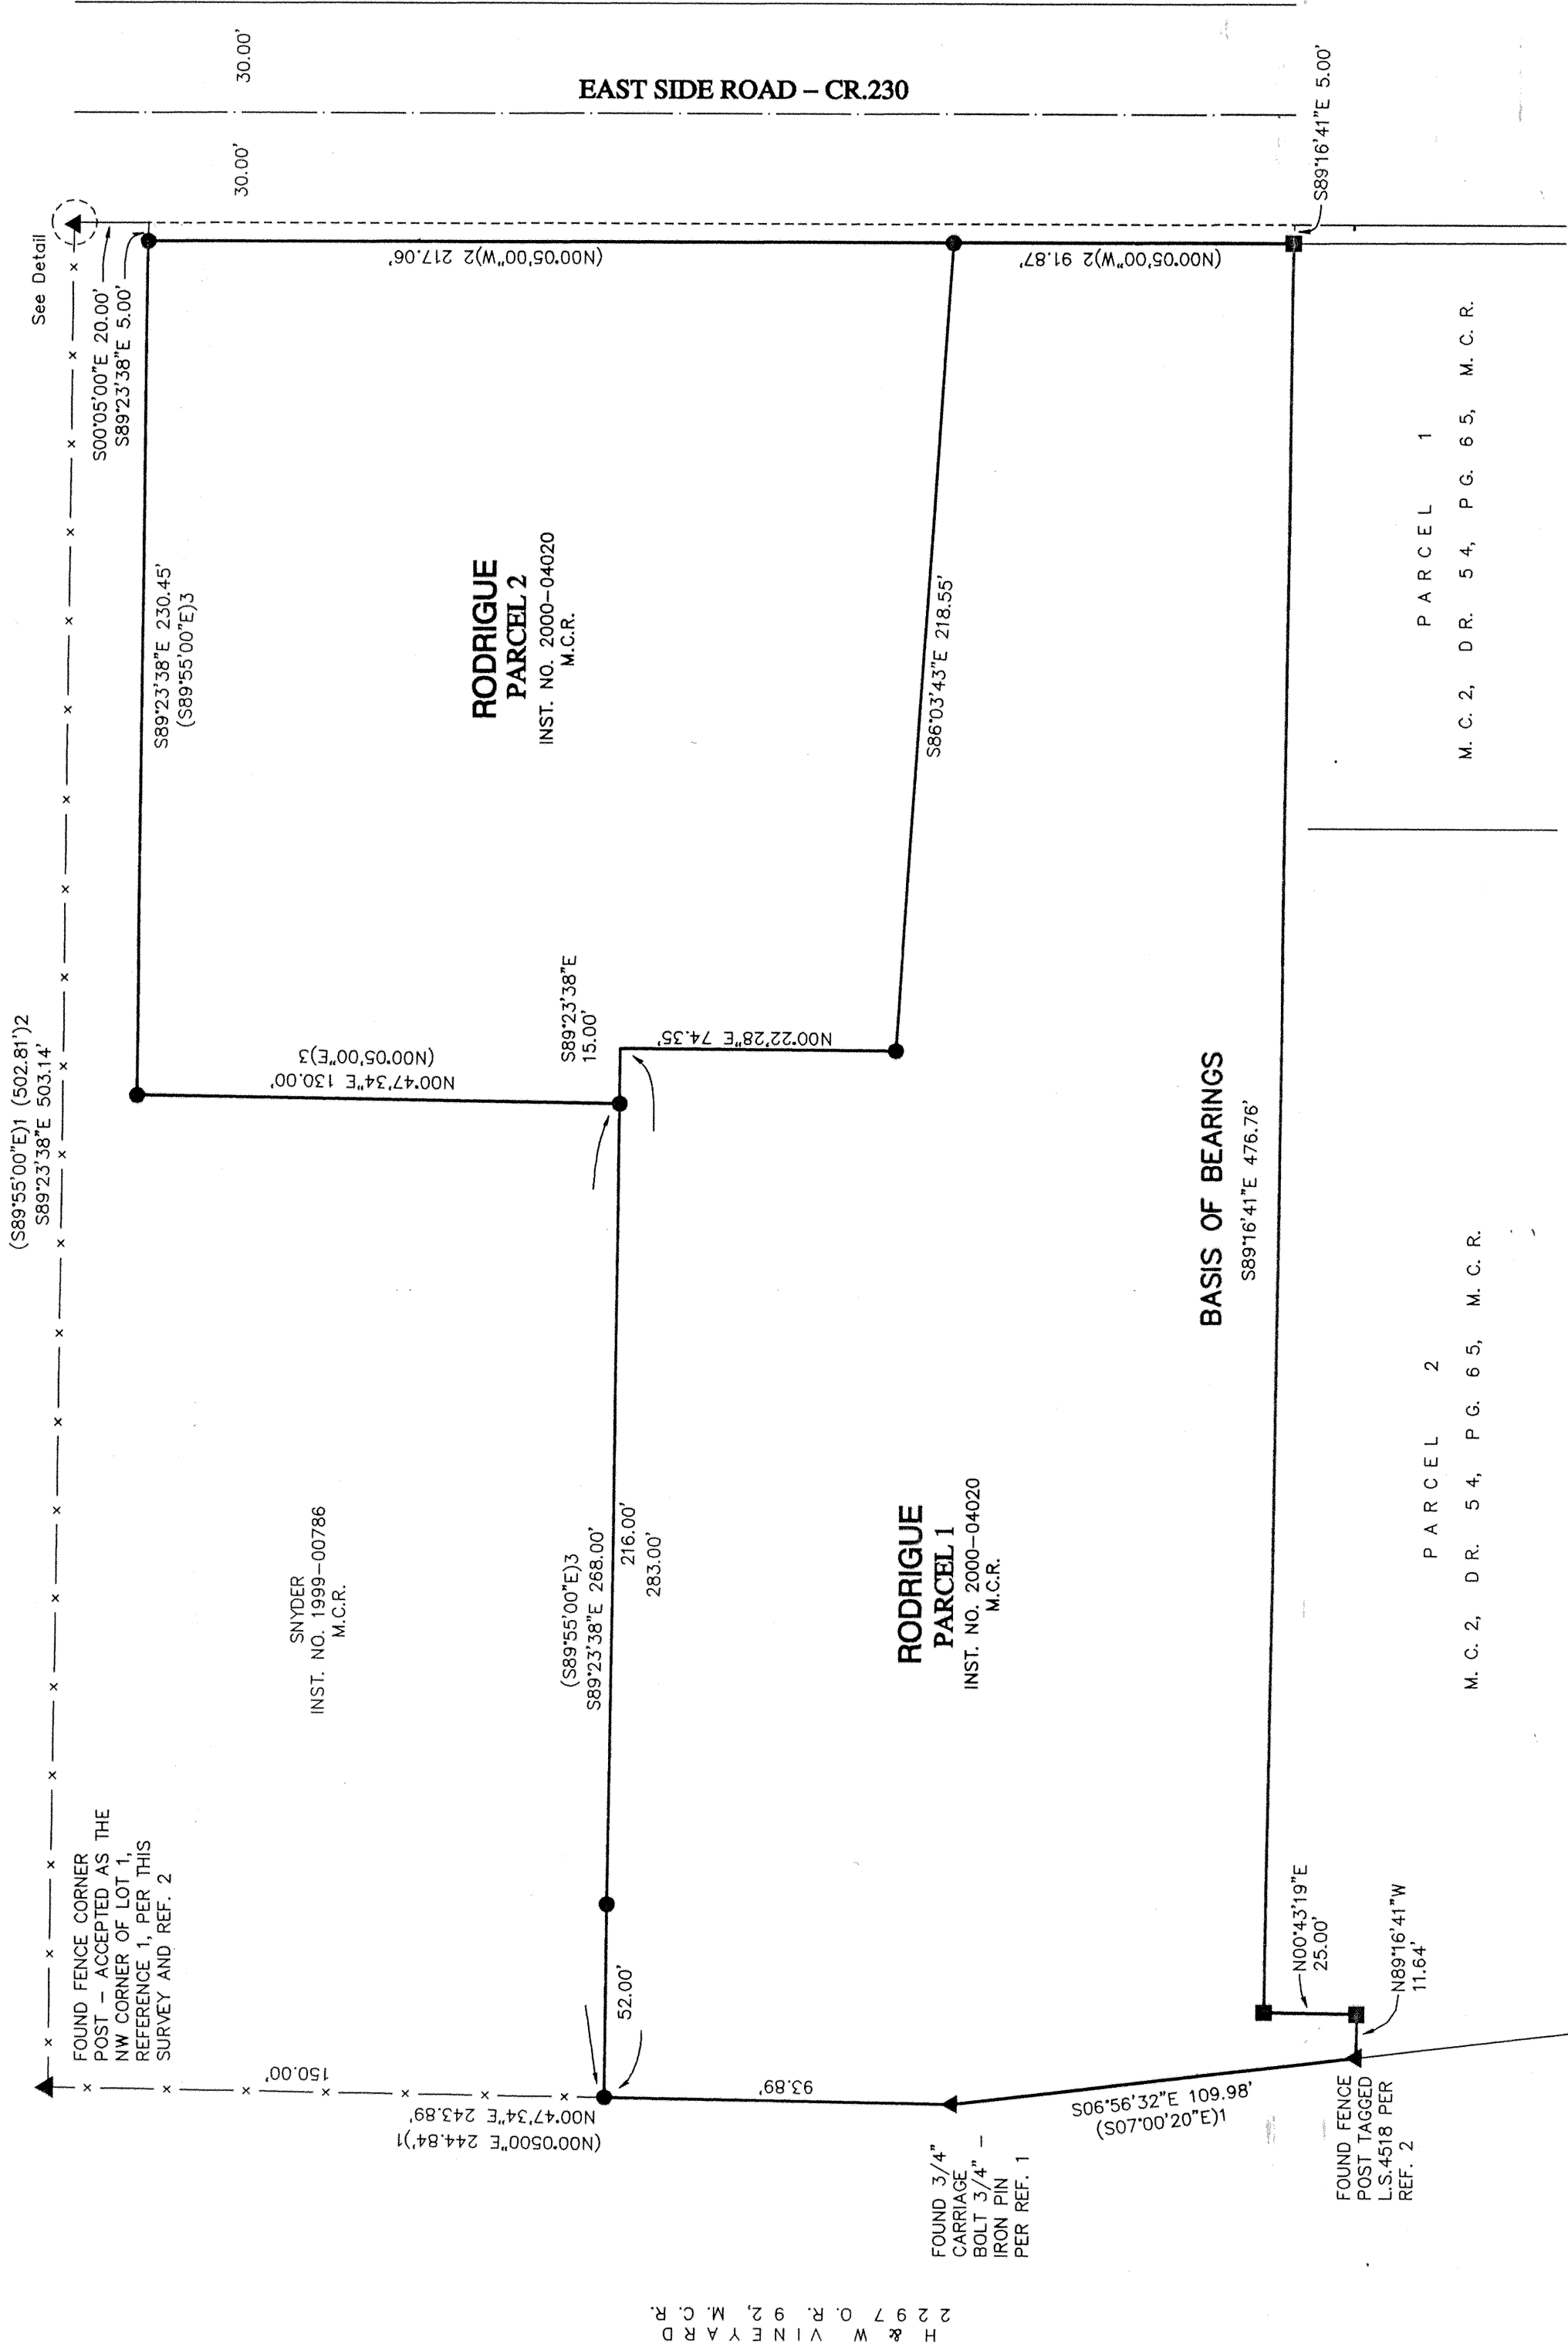 (S89°55'00"E)1 (502.81')2
S89°23'38"E 503.14'
See Detail
S00°05'00"E 20.00'
S89°23'38"E 5.00'
30.00'
30.00'
EAST SIDE ROAD – CR.230
FOUND FENCE CORNER
POST – ACCEPTED AS THE
NW CORNER OF LOT 1,
REFERENCE 1, PER THIS
SURVEY AND REF. 2
150.00'
N00°47'34"E 243.89'
(N00°0500"E 244.84')1
SNYDER
INST. NO. 1999–00786
M.C.R.
S89°23'38"E 230.45'
(S89°55'00"E)3
(N00°05'00"E)3
N00°47'34"E 130.00'
RODRIGUE
PARCEL 2
INST. NO. 2000–04020
M.C.R.
(N00°05'00"W)2 217.06'
S89°23'38"E
15.00'
N00°22'28"E 74.35'
S86°03'43"E 218.55'
(N00°05'00"W)2 91.87'
(S89°55'00"E)3
S89°23'38"E 268.00'
52.00'
216.00'
283.00'
93.89'
RODRIGUE
PARCEL 1
INST. NO. 2000–04020
M.C.R.
H & W VINEYARD
2297 O.R. 92, M.C.R.
FOUND 3/4"
CARRIAGE
BOLT 3/4" –
IRON PIN
PER REF. 1
S06°56'32"E 109.98'
(S07°00'20"E)1
BASIS OF BEARINGS
S89°16'41"E 476.76'
S89°16'41"E 5.00'
N00°43'19"E
25.00'
N89°16'41"W
11.64'
FOUND FENCE
POST TAGGED
L.S.4518 PER
REF. 2
PARCEL 2
M.C. 2, DR. 54, PG. 65, M.C.R.
PARCEL 1
M.C. 2, DR. 54, PG. 65, M.C.R.